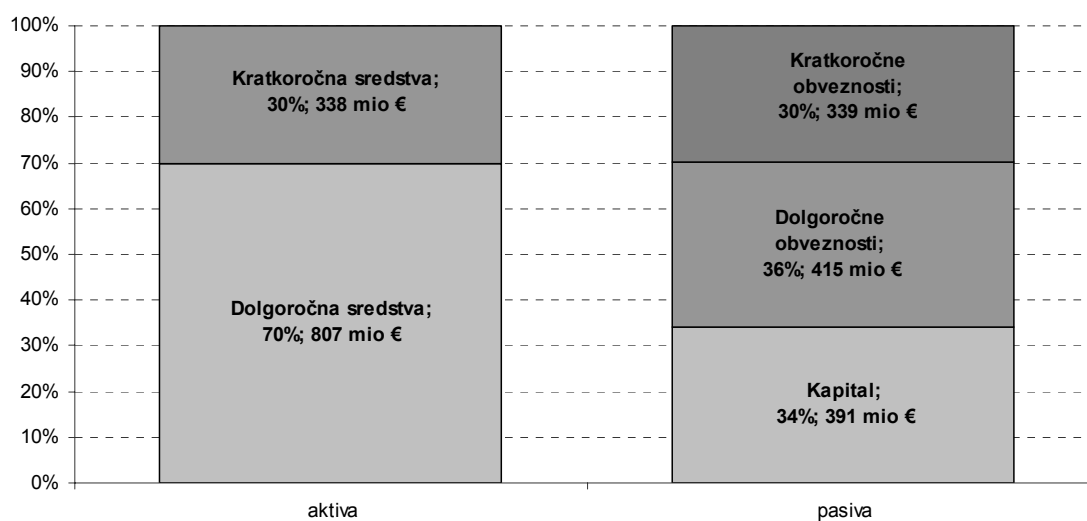 100%
90%
80%
70%
60%
50%
40%
30%
20%
10%
0%
Kratkoročna sredstva;
30%; 338 mio €
Dolgoročna sredstva;
70%; 807 mio €
Kratkoročne
obveznosti;
30%; 339 mio €
Dolgoročne
obveznosti;
36%; 415 mio €
Kapital;
34%; 391 mio €
aktiva
pasiva